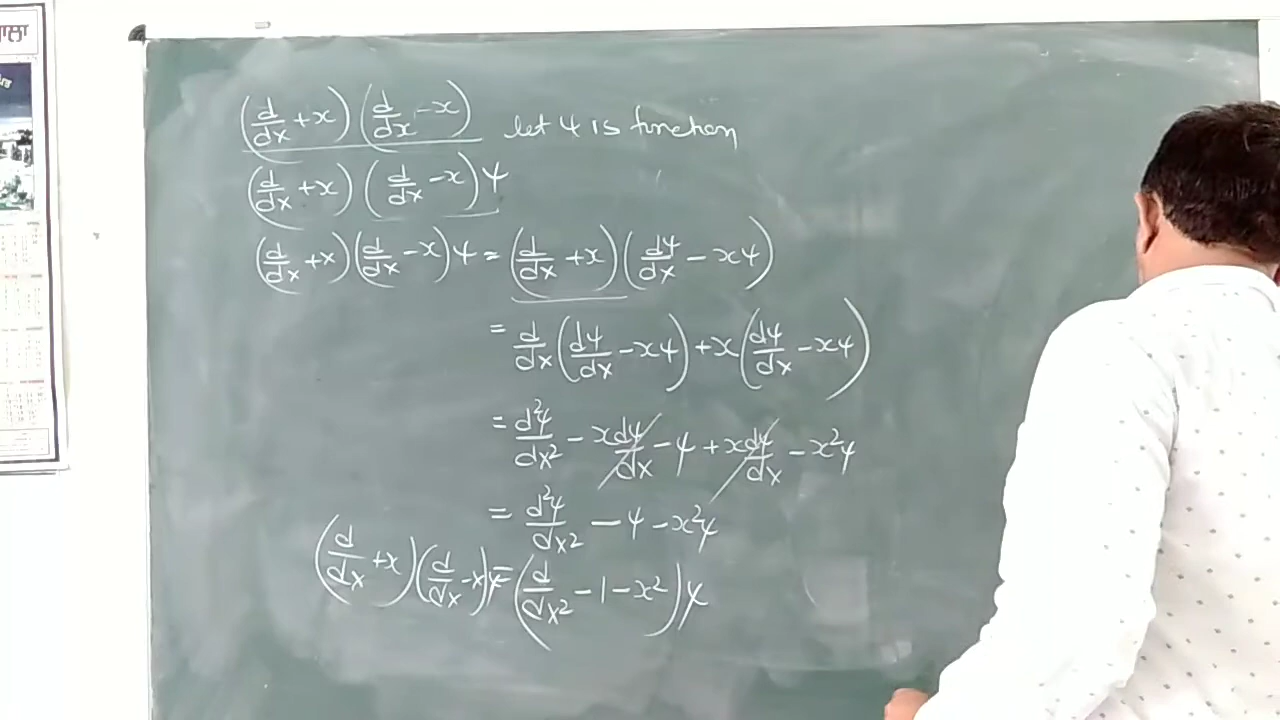 (d/dx + x) (d/dx - x) let ψ is function
(d/dx + x) (d/dx - x) ψ
(d/dx + x) (d/dx - x) ψ = (d/dx + x) (dψ/dx - xψ)
= d/dx (dψ/dx - xψ) + x (dψ/dx - xψ)
= d²ψ/dx² - x dψ/dx - ψ + x dψ/dx - x²ψ
= d²ψ/dx² - ψ - x²ψ
(d/dx + x) (d/dx - x) ψ = (d/dx² - 1 - x²) ψ